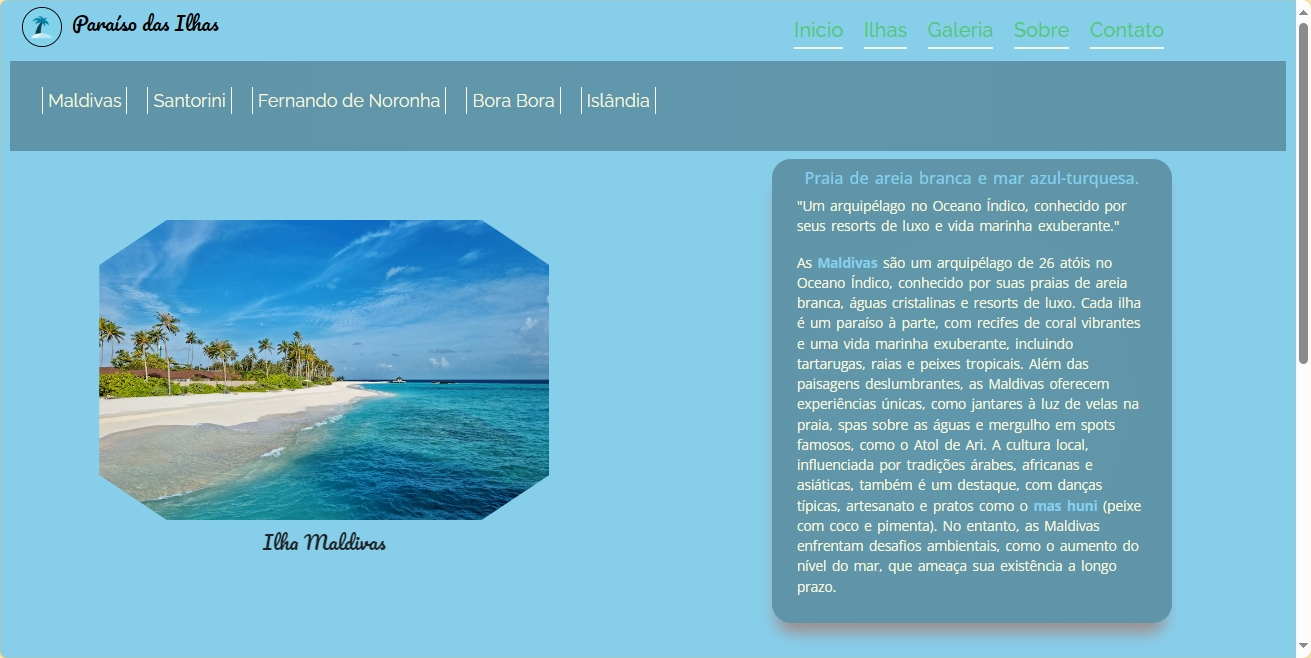 Paraíso das Ilhas
Inicio Ilhas Galeria Sobre Contato
Maldivas Santorini Fernando de Noronha Bora Bora Islândia
Ilha Maldivas
Praia de areia branca e mar azul-turquesa.
"Um arquipélago no Oceano Índico, conhecido por
seus resorts de luxo e vida marinha exuberante."
As Maldivas são um arquipélago de 26 atóis no
Oceano Índico, conhecido por suas praias de areia
branca, águas cristalinas e resorts de luxo. Cada ilha
é um paraíso à parte, com recifes de coral vibrantes
e uma vida marinha exuberante, incluindo
tartarugas, raias e peixes tropicais. Além das
paisagens deslumbrantes, as Maldivas oferecem
experiências únicas, como jantares à luz de velas na
praia, spas sobre as águas e mergulho em spots
famosos, como o Atol de Ari. A cultura local,
influenciada por tradições árabes, africanas e
asiáticas, também é um destaque, com danças
típicas, artesanato e pratos como o mas huni (peixe
com coco e pimenta). No entanto, as Maldivas
enfrentam desafios ambientais, como o aumento do
nível do mar, que ameaça sua existência a longo
prazo.